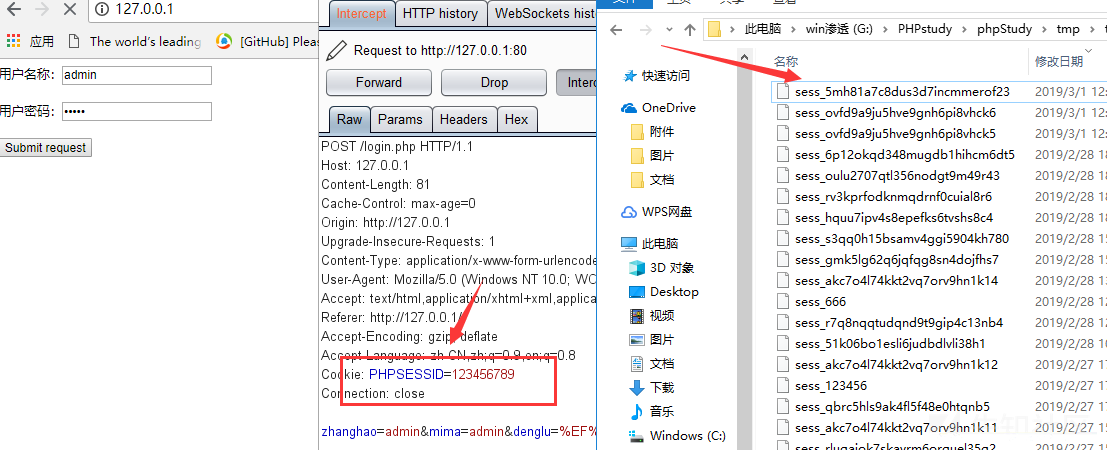 127.0.0.1
应用
The world's leading
[GitHub] Pleas
用户名称：
admin
用户密码：
•••••
Submit request
Intercept
HTTP history
WebSockets hist
Request to http://127.0.0.1:80
Forward
Drop
Interc
Raw
Params
Headers
Hex
POST /login.php HTTP/1.1
Host: 127.0.0.1
Content-Length: 81
Cache-Control: max-age=0
Origin: http://127.0.0.1
Upgrade-Insecure-Requests: 1
Content-Type: application/x-www-form-urlencode
User-Agent: Mozilla/5.0 (Windows NT 10.0; WO
Accept: text/html,application/xhtml+xml,applica
Referer: http://127.0.0.1/
Accept-Encoding: gzip, deflate
Accept-Language: zh-CN,zh;q=0.9,en;q=0.8
Cookie: PHPSESSID=123456789
Connection: close
zhanghao=admin&mima=admin&denglu=%EF%
此电脑 > win渗透 (G:) > PHPstudy > phpStudy > tmp >
快速访问
OneDrive
附件
图片
文档
WPS网盘
此电脑
3D 对象
Desktop
视频
图片
文档
下载
音乐
Windows (C:)
名称 修改日期
sess_5mh81a7c8dus3d7incmmerof23 2019/3/1 12:
sess_ovfd9a9ju5hve9gnh6pi8vhck6 2019/3/1 12:
sess_ovfd9a9ju5hve9gnh6pi8vhck5 2019/3/1 12:
sess_6p12okqd348mugdb1hihcm6dt5 2019/2/28 18
sess_oulu2707qtl356nodgt9m49r43 2019/2/28 18
sess_rv3kprfodknmqdrnf0cuial8r6 2019/2/28 18
sess_hquu7ipv4s8epefks6tvshs8c4 2019/2/28 18
sess_s3qq0h15bsamv4ggi5904kh780 2019/2/28 15
sess_gmk5lg62q6jqfqg8sn4dojfhs7 2019/2/28 12
sess_akc7o4l74kkt2vq7ov9hn1k14 2019/2/28 12
sess_666 2019/2/28 12
sess_r7q8nqqtudqnd9t9gip4c13nb4 2019/2/28 12
sess_51k06bo1esli6judbdlvli38h1 2019/2/28 10
sess_akc7o4l74kkt2vq7ov9hn1k12 2019/2/27 18
sess_123456 2019/2/27 18
sess_qbrc5hls9ak4fl5f48e0htqnb5 2019/2/27 17
sess_akc7o4l74kkt2vq7ov9hn1k11 2019/2/27 17